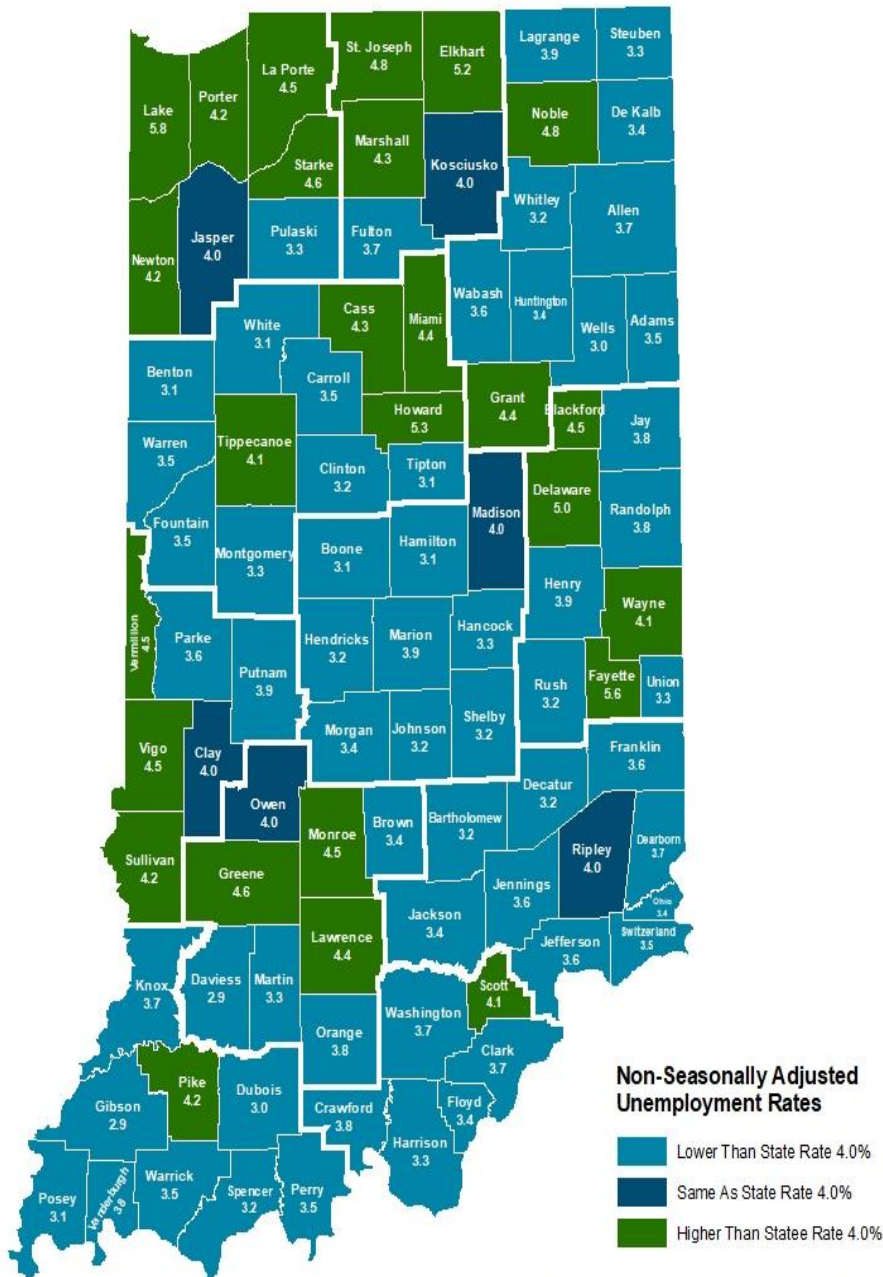 Lagrange
3.9
Steuben
3.3
St. Joseph
4.8
Elkhart
5.2
La Porte
4.5
Porter
4.2
Lake
5.8
Noble
4.8
De Kalb
3.4
Marshall
4.3
Kosciusko
4.0
Starke
4.6
Whitley
3.2
Allen
3.7
Jasper
4.0
Pulaski
3.3
Fulton
3.7
Newton
4.2
Wabash
3.6
Huntington
3.4
Wells
3.0
Adams
3.5
White
3.1
Cass
4.3
Miami
4.4
Benton
3.1
Carroll
3.5
Grant
4.4
Blackford
4.5
Howard
5.3
Jay
3.8
Tippecanoe
4.1
Warren
3.5
Clinton
3.2
Tipton
3.1
Delaware
5.0
Randolph
3.8
Madison
4.0
Fountain
3.5
Montgomery
3.3
Boone
3.1
Hamilton
3.1
Henry
3.9
Wayne
4.1
Vermillion
4.5
Parke
3.6
Hendricks
3.2
Marion
3.9
Hancock
3.3
Putnam
3.9
Rush
3.2
Fayette
5.6
Union
3.3
Morgan
3.4
Johnson
3.2
Shelby
3.2
Vigo
4.5
Clay
4.0
Franklin
3.6
Owen
4.0
Decatur
3.2
Monroe
4.5
Brown
3.4
Bartholomew
3.2
Ripley
4.0
Dearborn
3.7
Sullivan
4.2
Greene
4.6
Jennings
3.6
Ohio
3.4
Jackson
3.4
Switzerland
3.5
Lawrence
4.4
Jefferson
3.6
Knox
3.7
Daviess
2.9
Martin
3.3
Scott
4.1
Orange
3.8
Washington
3.7
Clark
3.7
Pike
4.2
Dubois
3.0
Gibson
2.9
Crawford
3.8
Floyd
3.4
Harrison
3.3
Posey
3.1
Vanderburgh
3.8
Warrick
3.5
Spencer
3.2
Perry
3.5
Non-Seasonally Adjusted
Unemployment Rates
Lower Than State Rate 4.0%
Same As State Rate 4.0%
Higher Than Statee Rate 4.0%